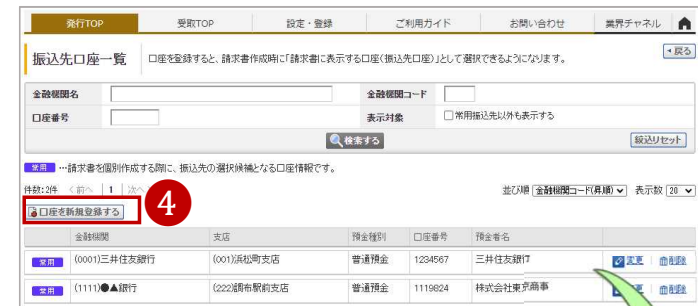 発行TOP 受取TOP 設定・登録 ご利用ガイド お問い合わせ 業界チャネル
振込先口座一覧 口座を登録すると、請求書作成時に「請求書に表示する口座(振込先口座)」として選択できるようになります。 戻る
金融機関名 金融機関コード
口座番号 表示対象 常用振込先以外も表示する
検索する 絞込リセット
常用 …請求書を個別作成する際に、振込先の選択候補となる口座情報です。
件数:2件 <前へ 1 次へ 並び順 金融機関コード(昇順) 表示数 20
口座を新規登録する 4
金融機関 支店 預金種別 口座番号 預金者名
常用 (0001)三井住友銀行 (001)浜松町支店 普通預金 1234567 三井住友銀行 変更 削除
常用 (1111)●▲銀行 (222)調布駅前支店 普通預金 1119824 株式会社東京商事 変更 削除